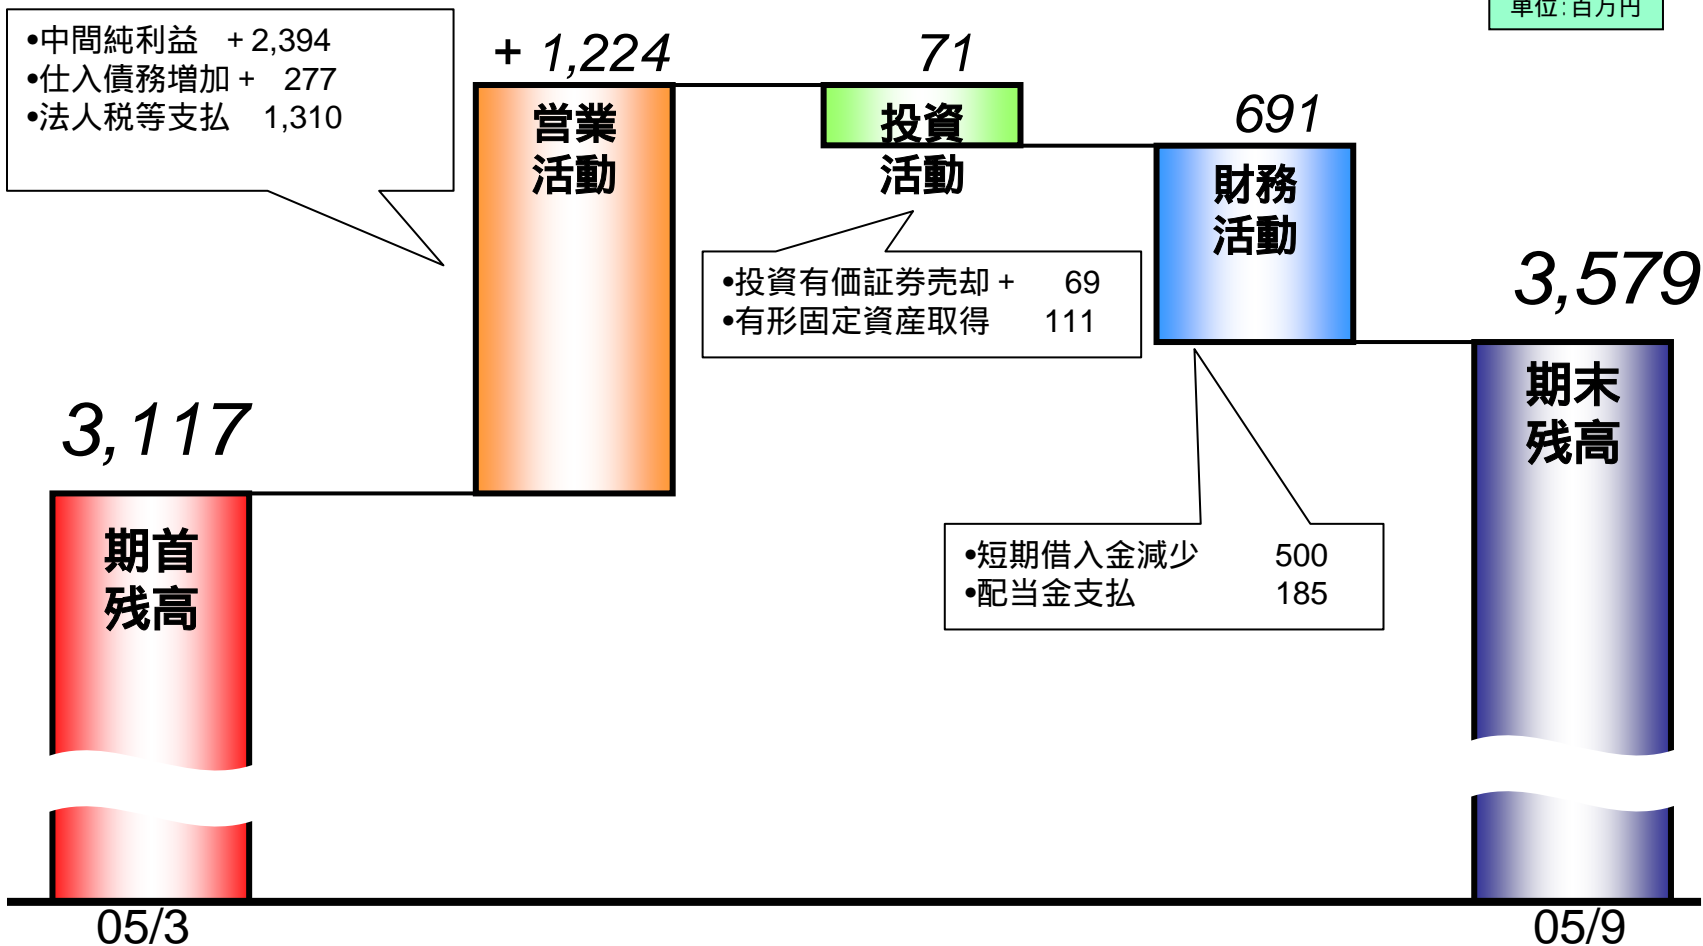 単位：百万円
•中間純利益 +2,394
•仕入債務増加+ 277
•法人税等支払 1,310
+ 1,224
営業
活動
71
投資
活動
•投資有価証券売却+ 69
•有形固定資産取得 111
691
財務
活動
•短期借入金減少 500
•配当金支払 185
3,117
期首
残高
3,579
期末
残高
05/3
05/9